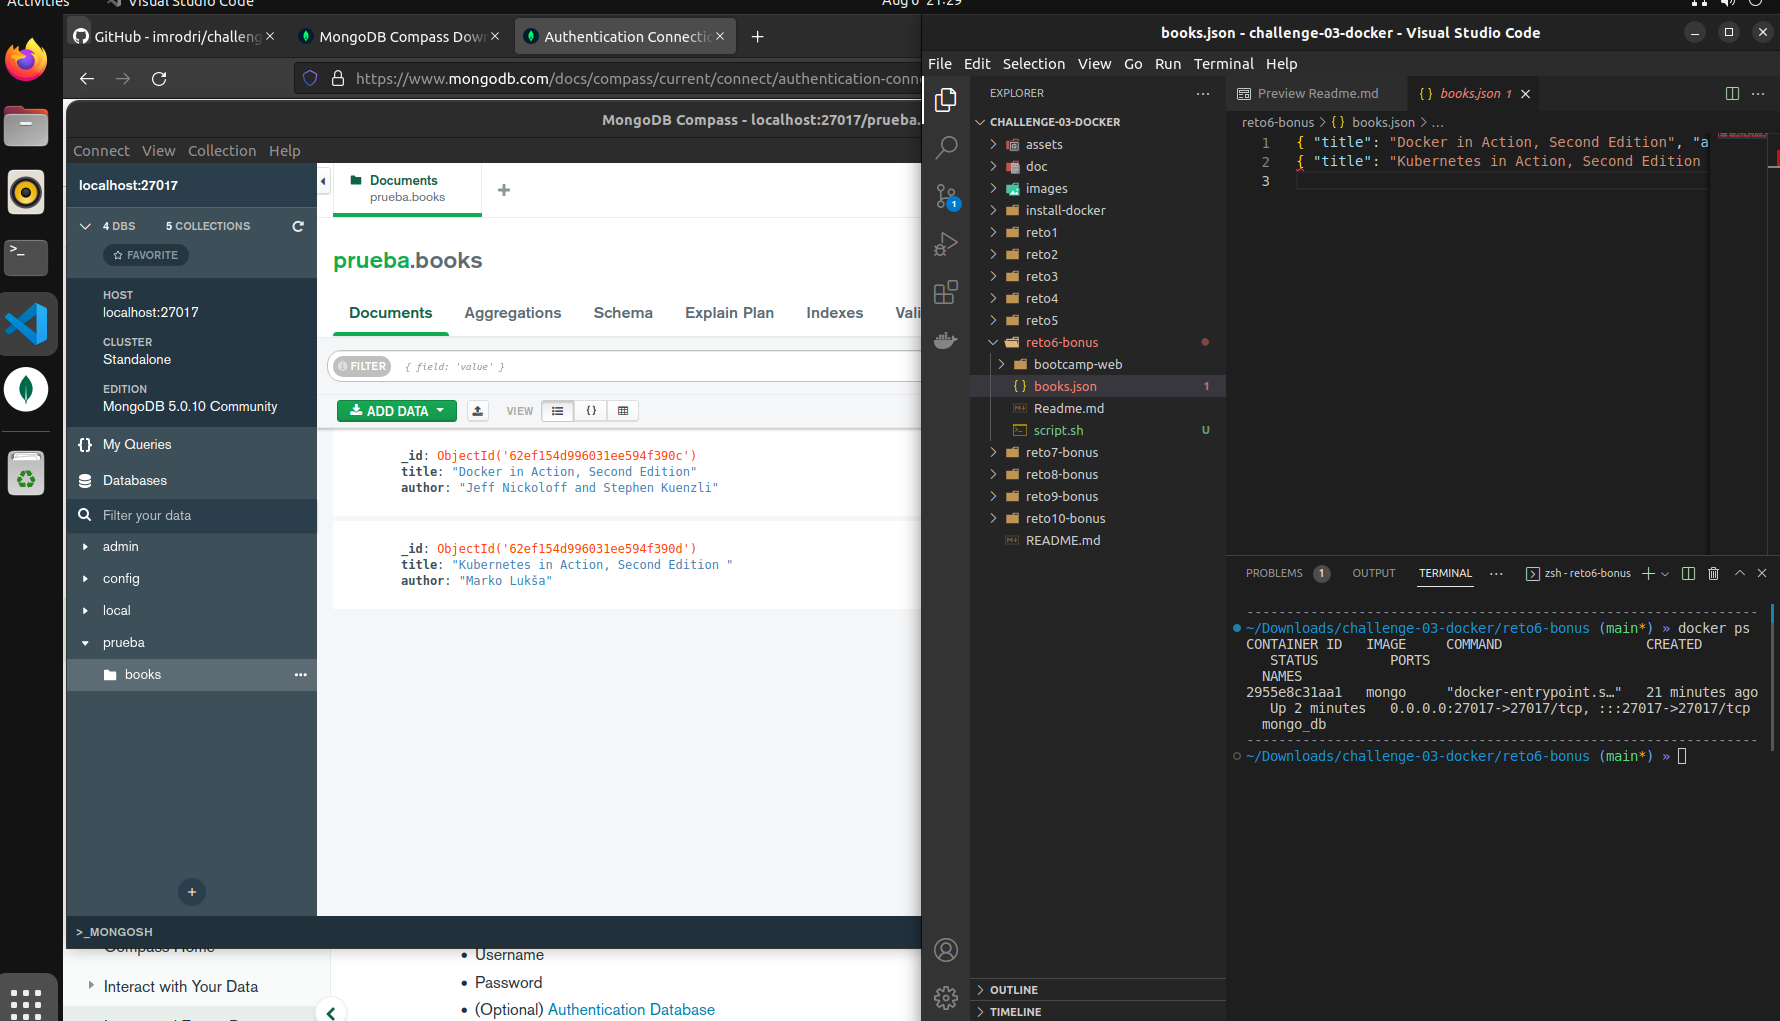 Activities
Visual Studio Code
Aug 6 21:29
GitHub - imrodri/challeng
MongoDB Compass Dow
Authentication Connectio
https://www.mongodb.com/docs/compass/current/connect/authentication-conn
MongoDB Compass - localhost:27017/prueba.
Connect View Collection Help
localhost:27017
4 DBS 5 COLLECTIONS
FAVORITE
HOST
localhost:27017
CLUSTER
Standalone
EDITION
MongoDB 5.0.10 Community
My Queries
Databases
Filter your data
admin
config
local
prueba
books
>_MONGOSH
Documents
prueba.books
prueba.books
Documents Aggregations Schema Explain Plan Indexes Vali
FILTER { field: 'value' }
ADD DATA VIEW {}
_id: ObjectId('62ef154d996031ee594f390c')
title: "Docker in Action, Second Edition"
author: "Jeff Nickoloff and Stephen Kuenzli"
_id: ObjectId('62ef154d996031ee594f390d')
title: "Kubernetes in Action, Second Edition "
author: "Marko Lukša"
Compass Home
Interact with Your Data
Username
Password
(Optional) Authentication Database
books.json - challenge-03-docker - Visual Studio Code
File Edit Selection View Go Run Terminal Help
EXPLORER
CHALLENGE-03-DOCKER
assets
doc
images
install-docker
reto1
reto2
reto3
reto4
reto5
reto6-bonus
bootcamp-web
{} books.json 1
Readme.md
script.sh U
reto7-bonus
reto8-bonus
reto9-bonus
reto10-bonus
README.md
OUTLINE
TIMELINE
1
Preview Readme.md
{} books.json 1
reto6-bonus > {} books.json > ...
1 { "title": "Docker in Action, Second Edition", "a
2 { "title": "Kubernetes in Action, Second Edition
3
PROBLEMS 1 OUTPUT TERMINAL ... zsh - reto6-bonus
~/Downloads/challenge-03-docker/reto6-bonus (main*) » docker ps
CONTAINER ID IMAGE COMMAND CREATED
STATUS PORTS
NAMES
2955e8c31aa1 mongo "docker-entrypoint.s…" 21 minutes ago
Up 2 minutes 0.0.0.0:27017->27017/tcp, :::27017->27017/tcp
mongo_db
~/Downloads/challenge-03-docker/reto6-bonus (main*) »